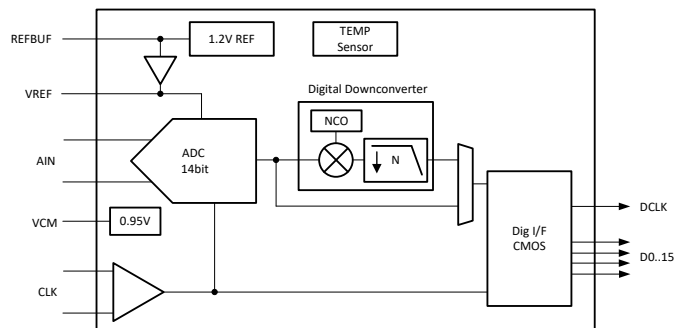 REFBUF
1.2V REF
TEMP
Sensor
VREF
Digital Downconverter
NCO
ADC
14bit
N
AIN
VCM
0.95V
Dig I/F
CMOS
DCLK
D0..15
CLK